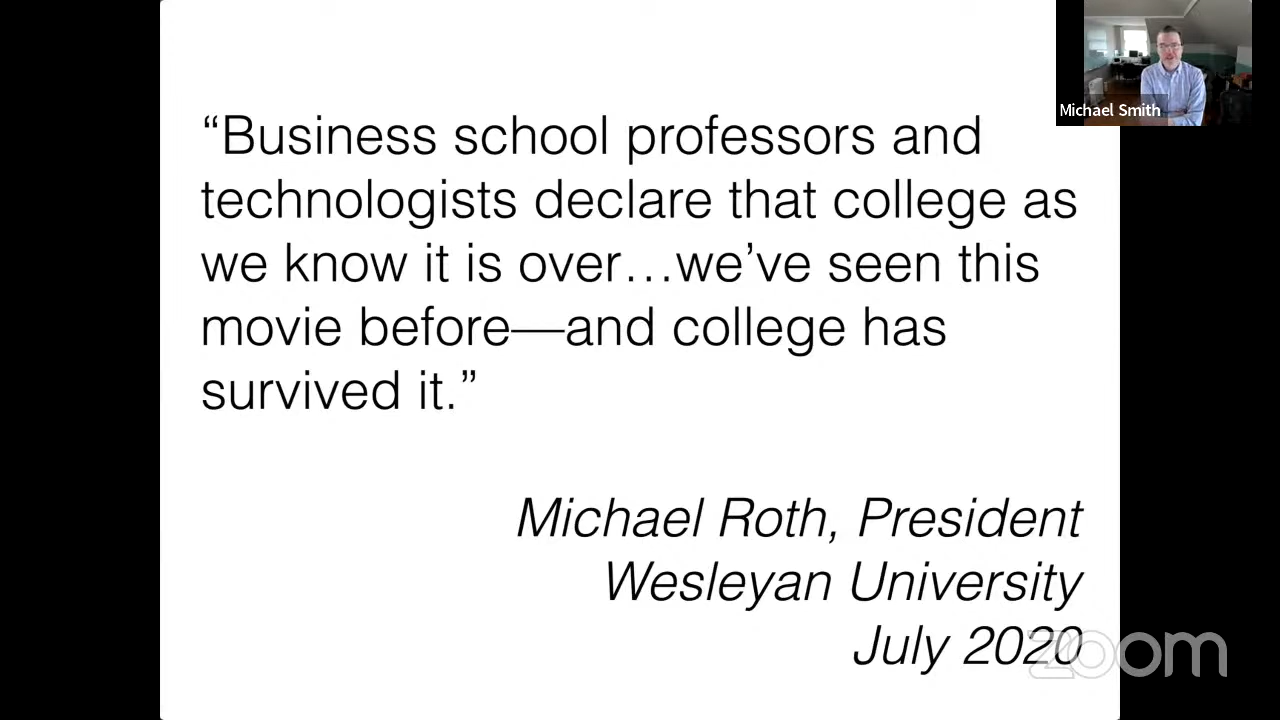 Michael Smith
“Business school professors and
technologists declare that college as
we know it is over…we’ve seen this
movie before—and college has
survived it.”
Michael Roth, President
Wesleyan University
July 2020
zoom